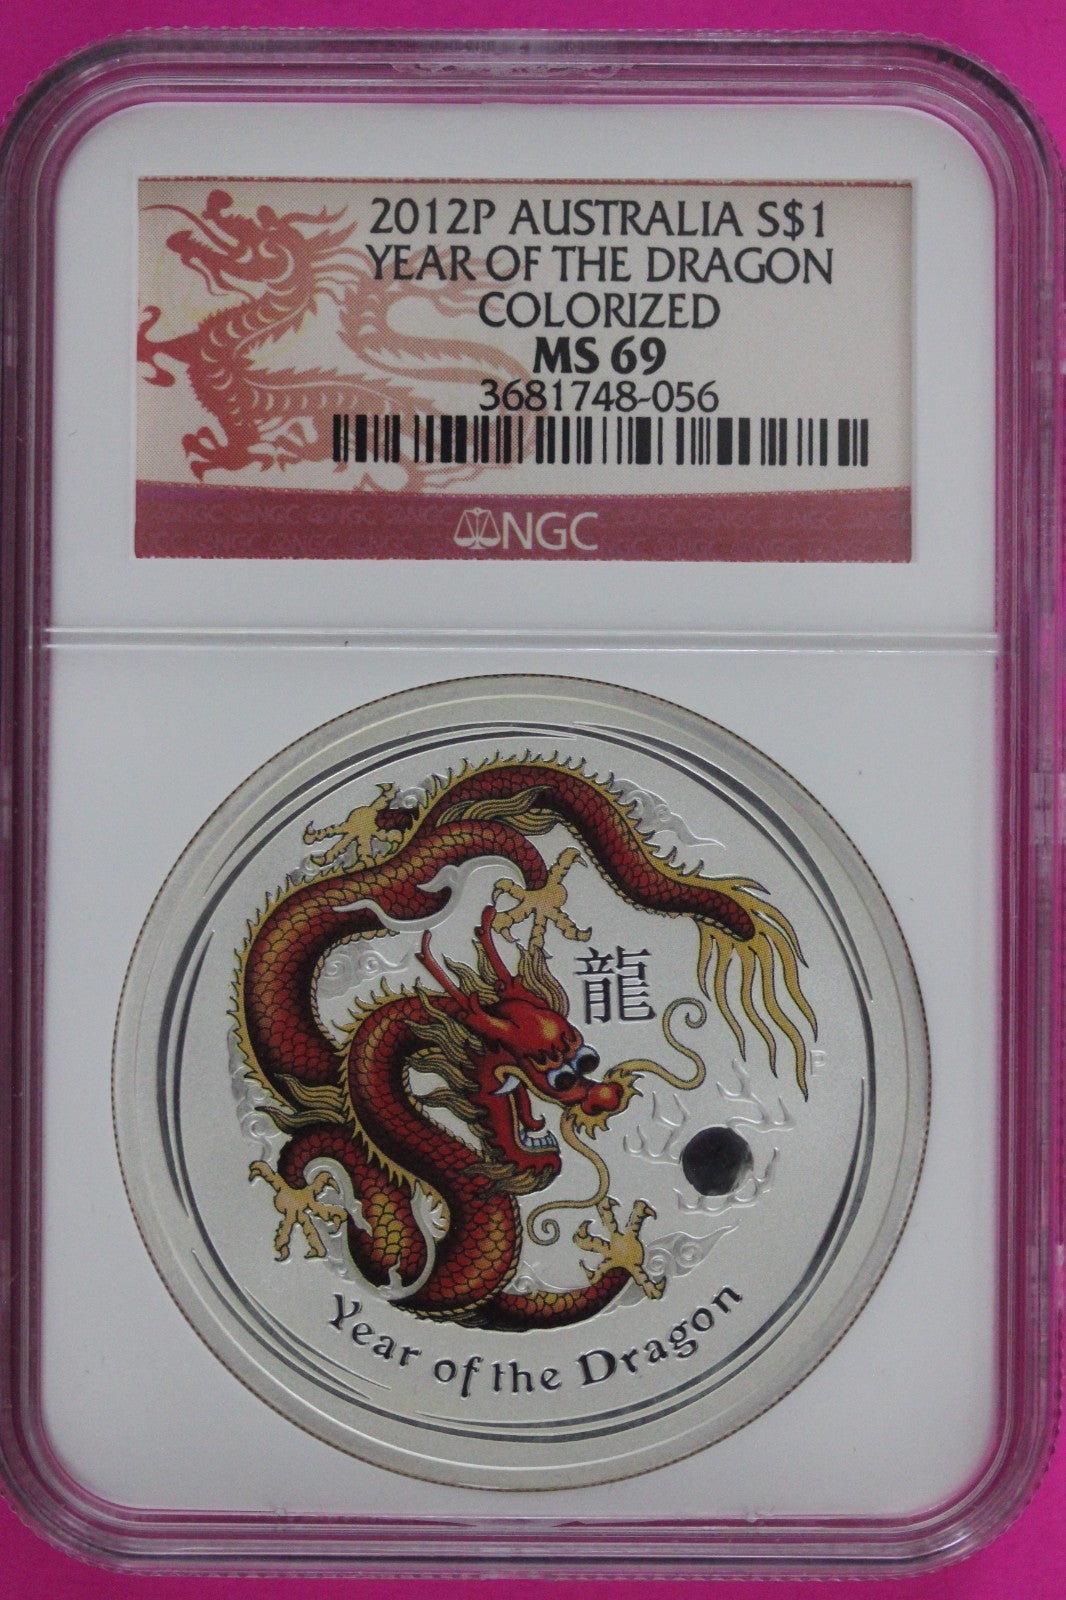 2012P AUSTRALIA S$1
YEAR OF THE DRAGON
COLORIZED
MS 69
3681748-056
NGC
龍
P
Year of the Dragon